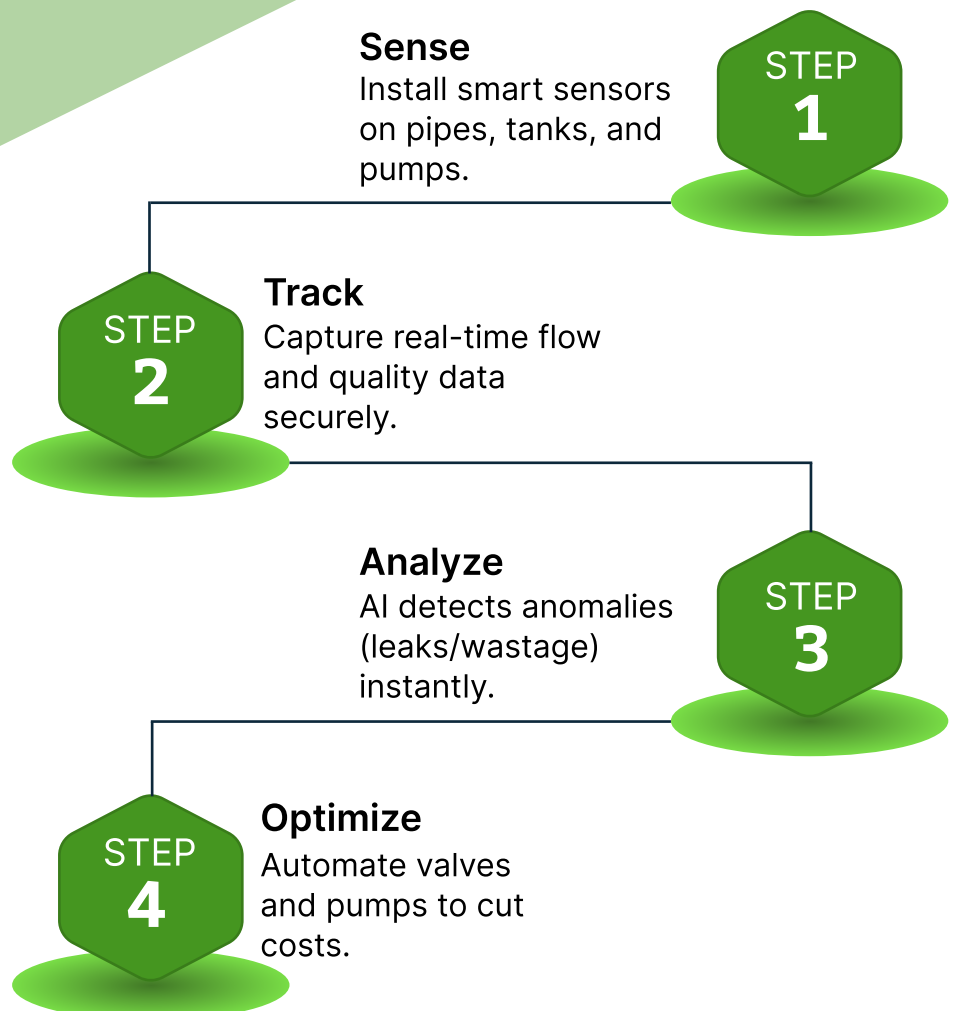 Sense
Install smart sensors
on pipes, tanks, and
pumps.
STEP
1
Track
Capture real-time flow
and quality data
securely.
STEP
2
Analyze
AI detects anomalies
(leaks/wastage)
instantly.
STEP
3
Optimize
Automate valves
and pumps to cut
costs.
STEP
4